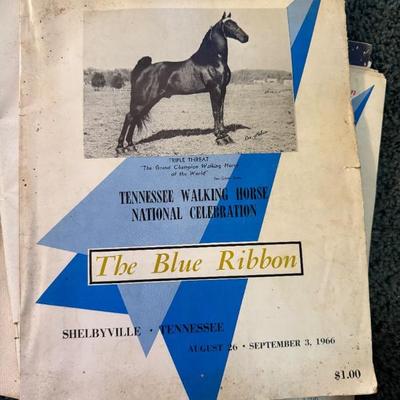 TRIPLE THREAT
"The Grand Champion Walking Horse
of the World"
TENNESSEE WALKING HORSE
NATIONAL CELEBRATION
The Blue Ribbon
SHELBYVILLE • TENNESSEE
AUGUST 26 - SEPTEMBER 3, 1966
$1.00